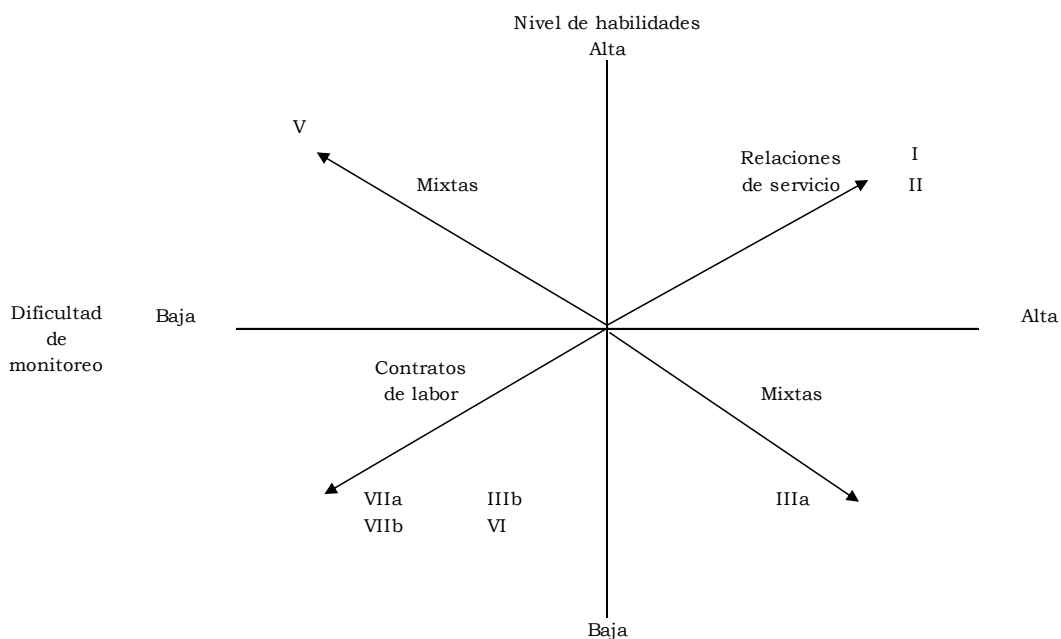 Nivel de habilidades
Alta
V
Mixtas
Relaciones
de servicio
I
II
Dificultad
de
monitoreo
Baja
Alta
Contratos
de labor
Mixtas
VIIa
VIIb
IIIb
VI
IIIa
Baja